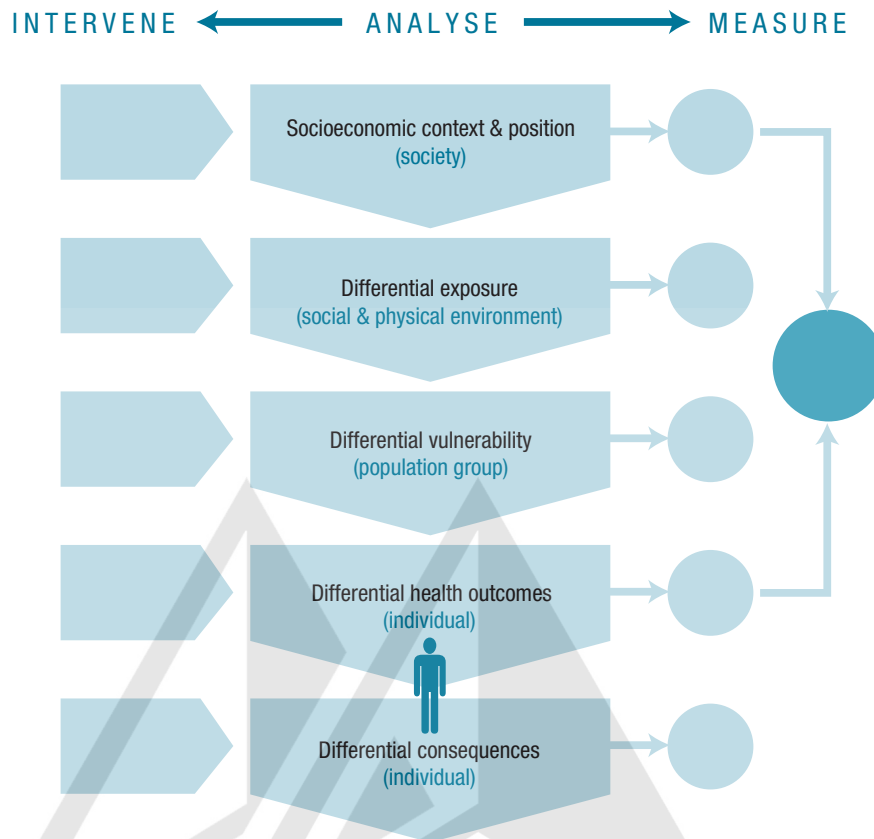 INTERVENE ANALYSE MEASURE
Socioeconomic context & position
(society)
Differential exposure
(social & physical environment)
Differential vulnerability
(population group)
Differential health outcomes
(individual)
Differential consequences
(individual)